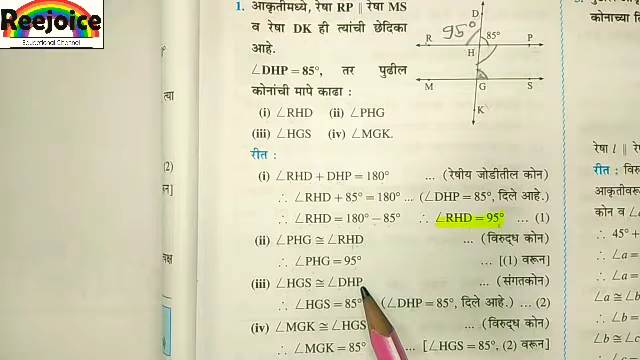 Reejoice
Educational Channel
1. आकृतीमध्ये, रेषा RP || रेषा MS
व रेषा DK ही त्यांची छेदिका
आहे.
∠DHP = 85°, तर पुढील
कोनांची मापे काढा :
(i) ∠RHD (ii) ∠PHG
(iii) ∠HGS (iv) ∠MGK.
D
95°
85°
R
P
H
M
G
S
K
रीत :
(i) ∠RHD + DHP = 180° ... (रेषीय जोडीतील कोन)
∴ ∠RHD + 85° = 180° ... (∠DHP = 85°, दिले आहे.)
∴ ∠RHD = 180° – 85° ∴ ∠RHD = 95° ... (1)
(ii) ∠PHG ≅ ∠RHD ... (विरुद्ध कोन)
∴ ∠PHG = 95° ... [(1) वरून]
(iii) ∠HGS ≅ ∠DHP ... (संगतकोन)
∴ ∠HGS = 85° (∠DHP = 85°, दिले आहे.) ... (2)
(iv) ∠MGK ≅ ∠HGS ... (विरुद्ध कोन)
∴ ∠MGK = 85° ... [∠HGS = 85°, (2) वरून]
त्या
(2)
कोनाच्या
रेषा l ||
रीत :
आकृतीवरू
कोन व
∴ 45° +
∴ ∠a =
∠a ≅
∴ ∠b =